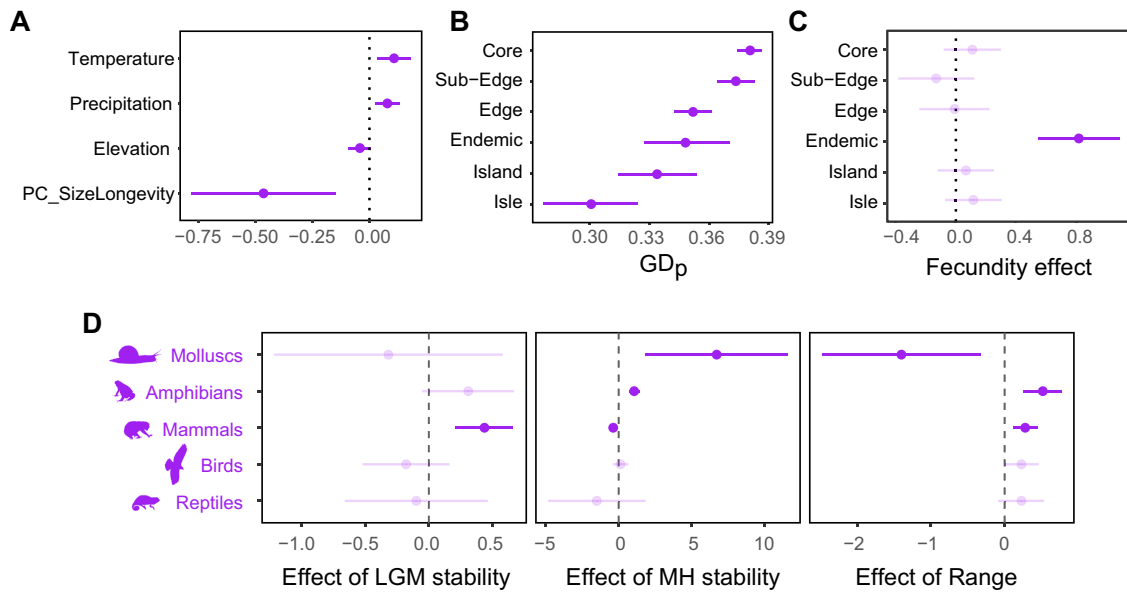 A
Temperature
Precipitation
Elevation
PC_SizeLongevity
−0.75 −0.50 −0.25 0.00
B
Core
Sub−Edge
Edge
Endemic
Island
Isle
0.30 0.33 0.36 0.39
GDp
C
Core
Sub−Edge
Edge
Endemic
Island
Isle
−0.4 0.0 0.4 0.8
Fecundity effect
D
Molluscs
Amphibians
Mammals
Birds
Reptiles
−1.0 −0.5 0.0 0.5
Effect of LGM stability
−5 0 5 10
Effect of MH stability
−2 −1 0
Effect of Range